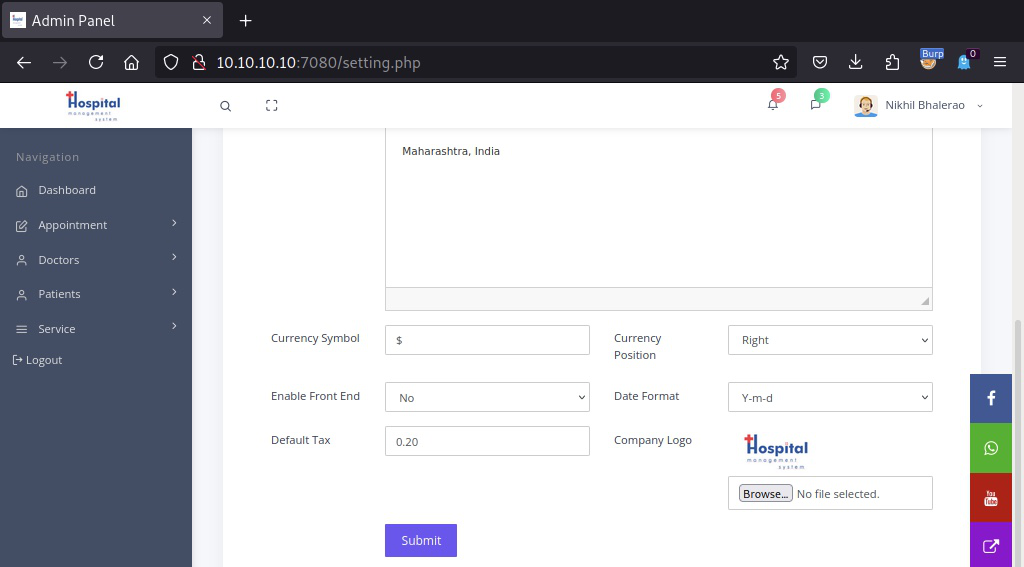 Admin Panel
10.10.10.10:7080/setting.php
Burp
0
Hospital
management
system
5
3
Nikhil Bhalerao
Navigation
Dashboard
Appointment
Doctors
Patients
Service
Logout
Maharashtra, India
Currency Symbol
$
Currency
Position
Right
Enable Front End
No
Date Format
Y-m-d
Default Tax
0.20
Company Logo
Hospital
management
system
Browse... No file selected.
Submit
You
Tube